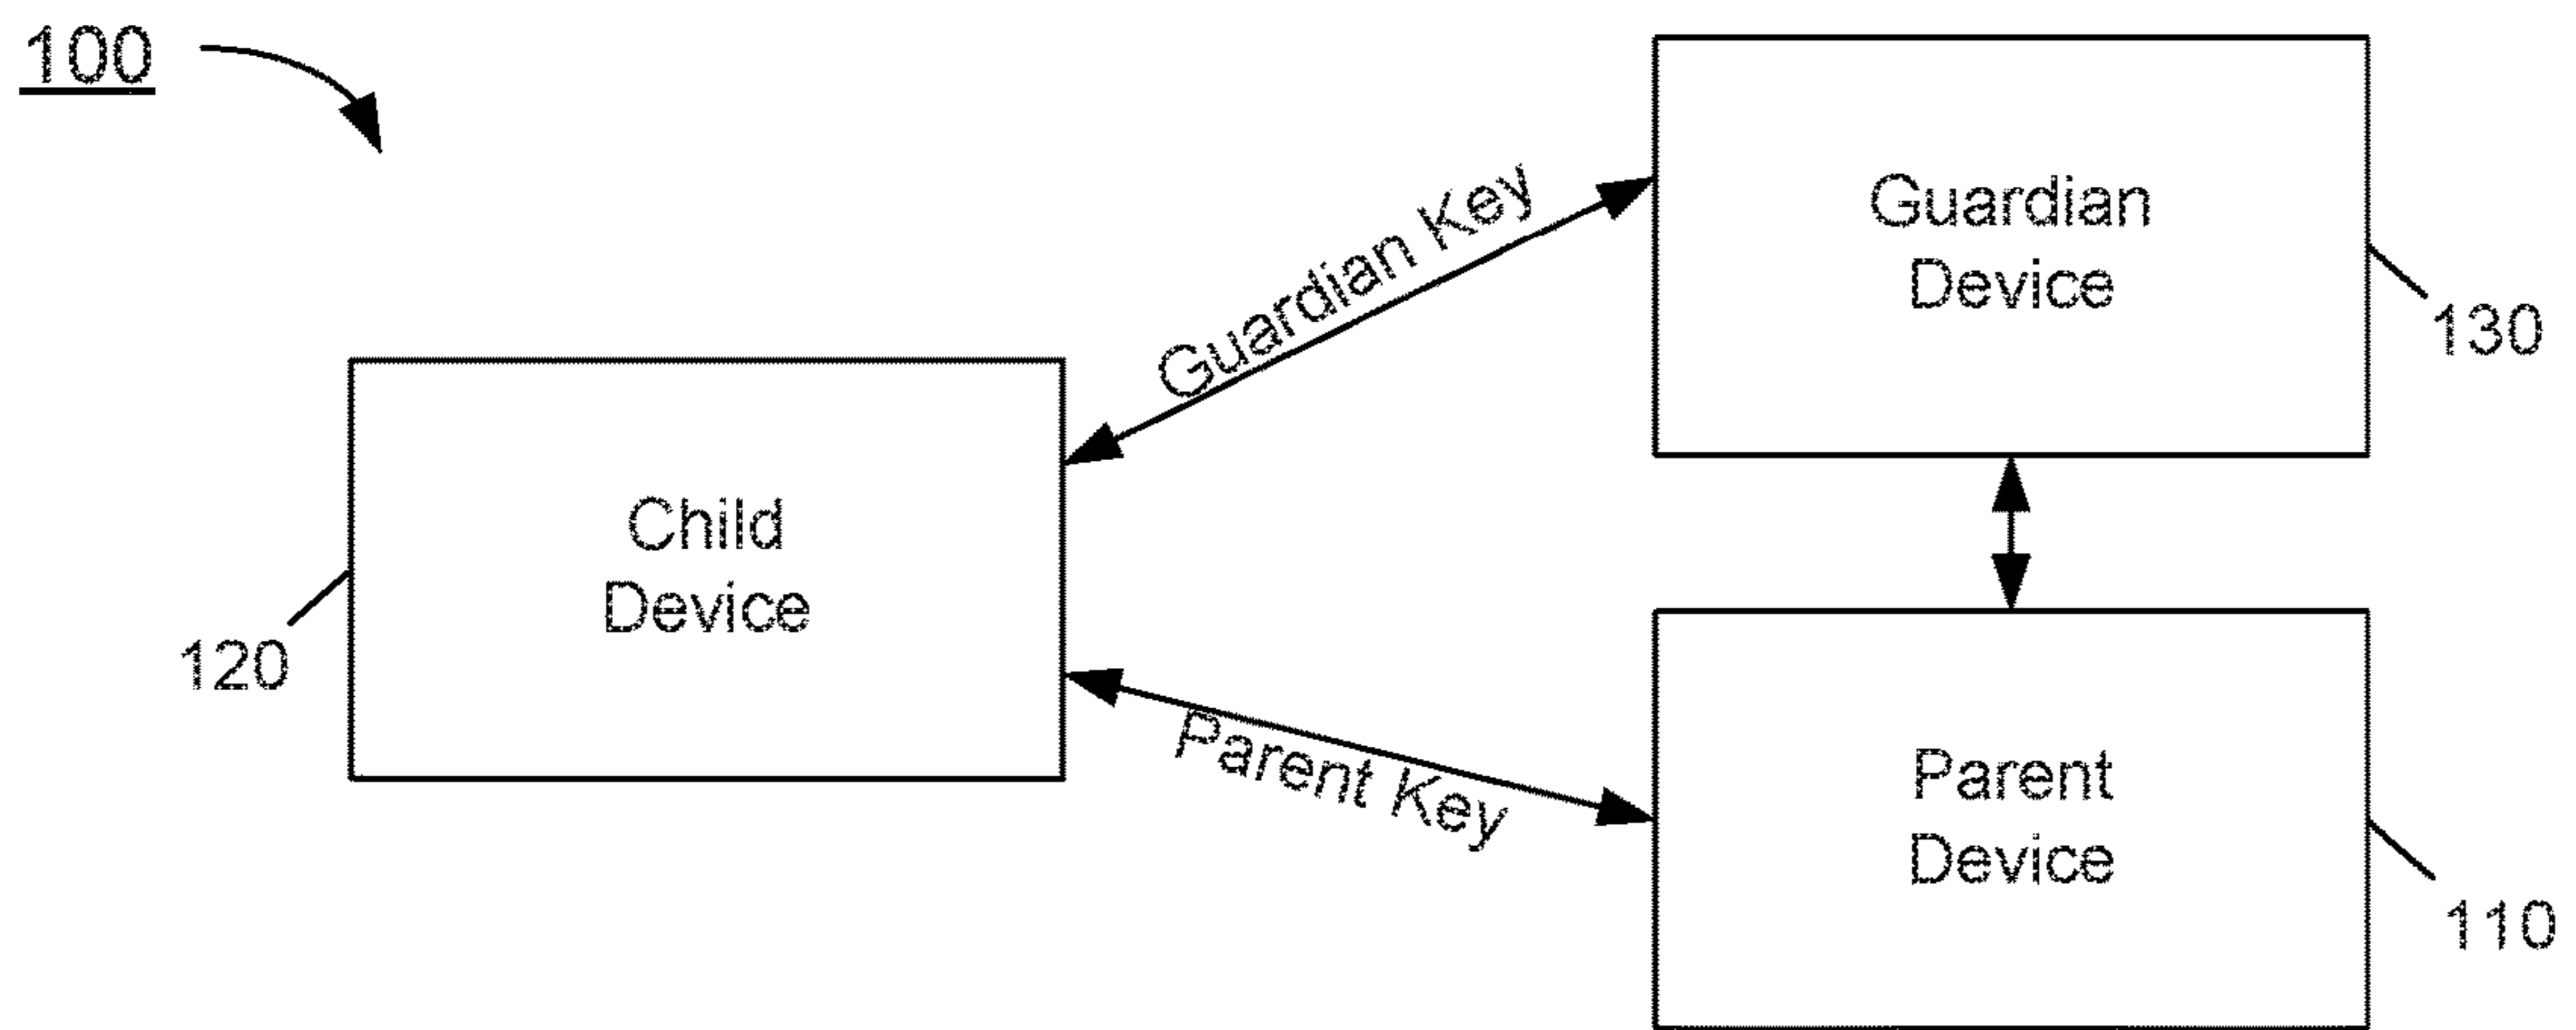 100
Guardian
Device
130
Guardian Key
Child
Device
120
Parent Key
Parent
Device
110